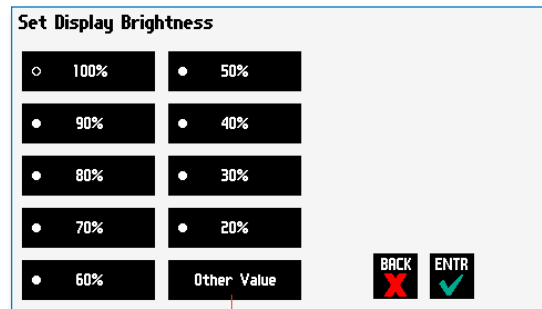 Set Display Brightness
100%
50%
90%
40%
80%
30%
70%
20%
60%
Other Value
BACK
ENTR